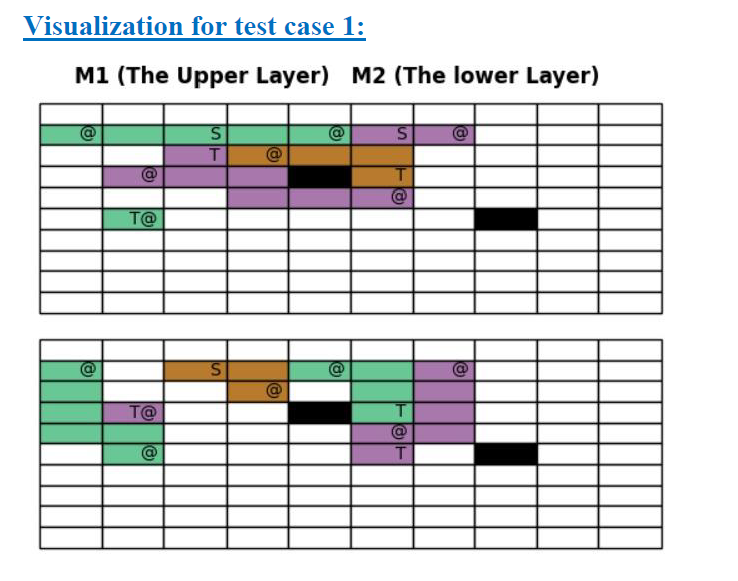 Visualization for test case 1:
M1 (The Upper Layer) M2 (The lower Layer)
@ S @ S @
T @
@ T
@
T@
@ S @ @
@
T@ T
@
@ T